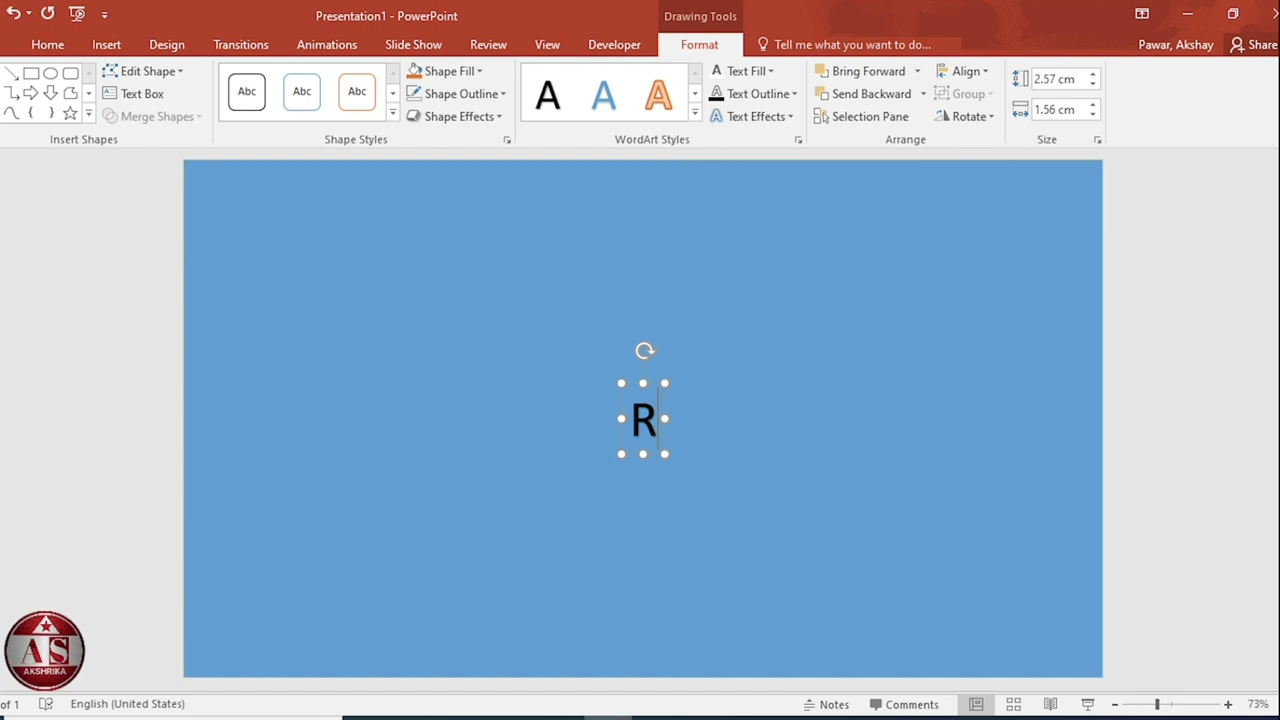 Presentation1 - PowerPoint
Drawing Tools
Home Insert Design Transitions Animations Slide Show Review View Developer Format Tell me what you want to do... Pawar, Akshay Share
Edit Shape
Text Box
Merge Shapes
Insert Shapes
Abc Abc Abc
Shape Fill
Shape Outline
Shape Effects
Shape Styles
A A A
Text Fill
Text Outline
Text Effects
WordArt Styles
Bring Forward
Send Backward
Selection Pane
Align
Group
Rotate
Arrange
2.57 cm
1.56 cm
Size
R
AS
AKSHRIKA
of 1 English (United States) Notes Comments 73%